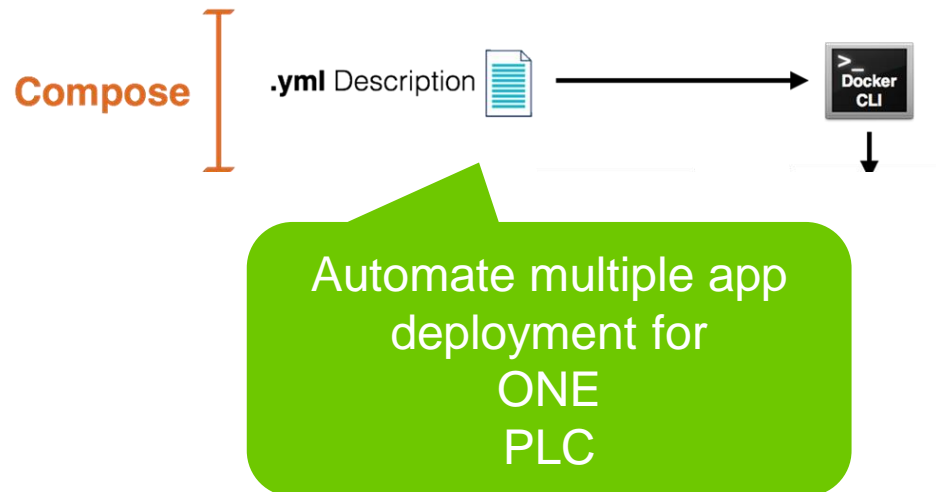 Compose
.yml Description
>_
Docker
CLI
Automate multiple app
deployment for
ONE
PLC